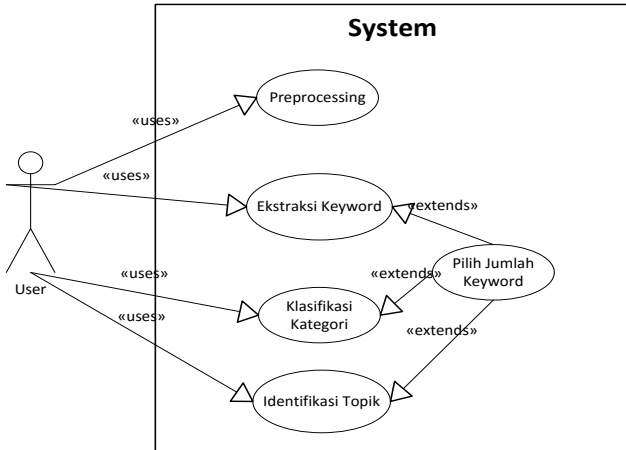 System
Preprocessing
«uses»
«uses»
Ekstraksi Keyword
«extends»
User
«uses»
«extends»
Pilih Jumlah
Keyword
Klasifikasi
Kategori
«uses»
«extends»
Identifikasi Topik